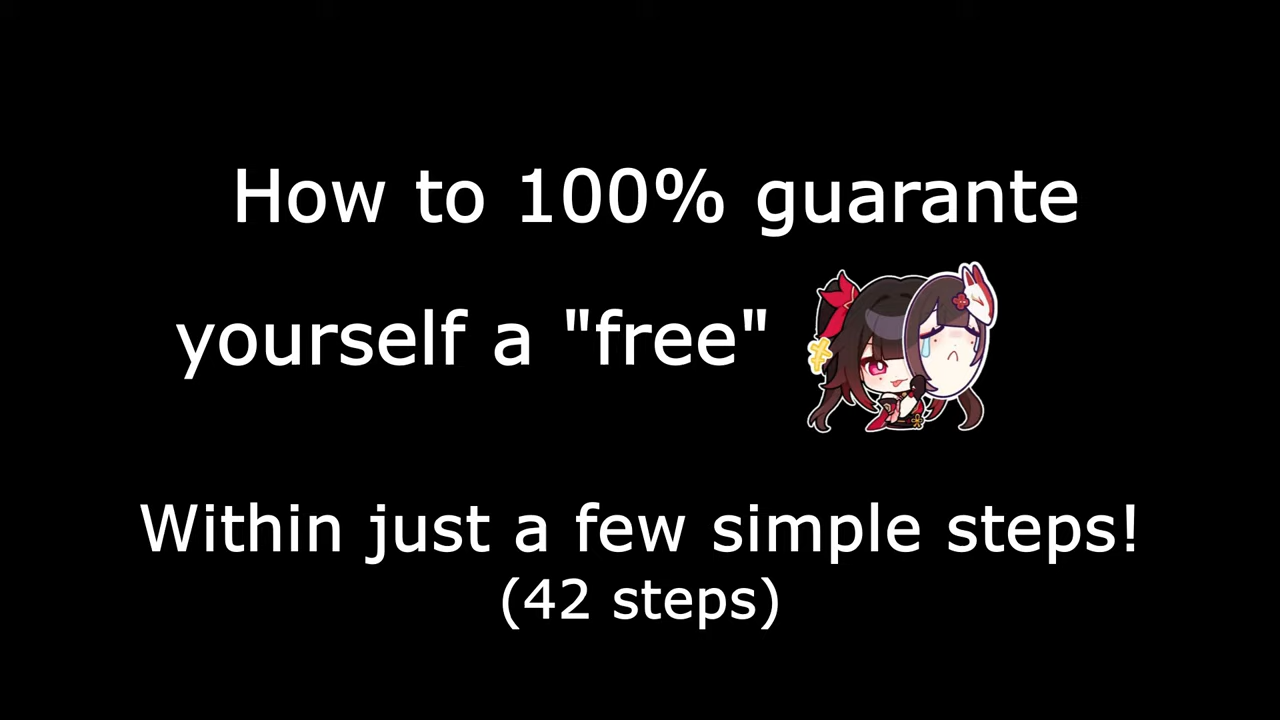 How to 100% guarante
yourself a "free"
Within just a few simple steps!
(42 steps)